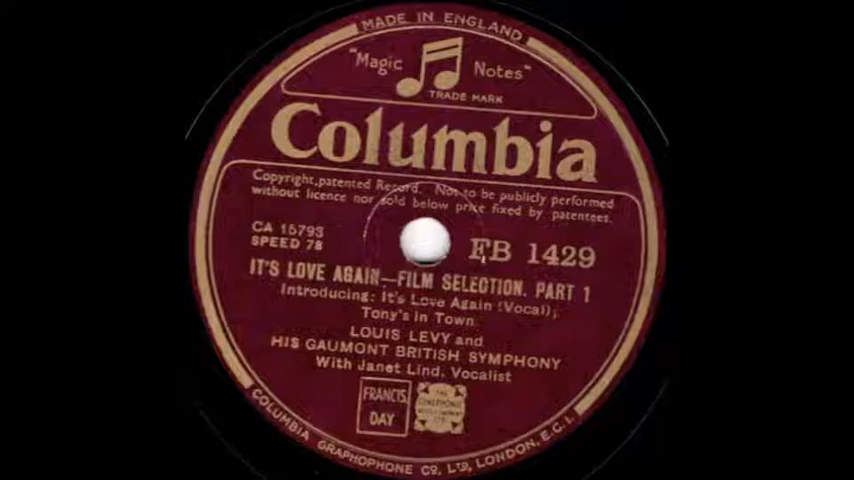 MADE IN ENGLAND
"Magic Notes"
TRADE MARK
Columbia
Copyright, patented Record. Not to be publicly performed
without licence nor sold below price fixed by patentees.
CA 15793
SPEED 78
FB 1429
IT'S LOVE AGAIN—FILM SELECTION. PART 1
Introducing: It's Love Again (Vocal);
Tony's in Town
LOUIS LEVY and
HIS GAUMONT BRITISH SYMPHONY
With Janet Lind, Vocalist
FRANCIS
DAY
THE
LTD
COLUMBIA GRAPHOPHONE CO. LTD, LONDON, E.C.1.